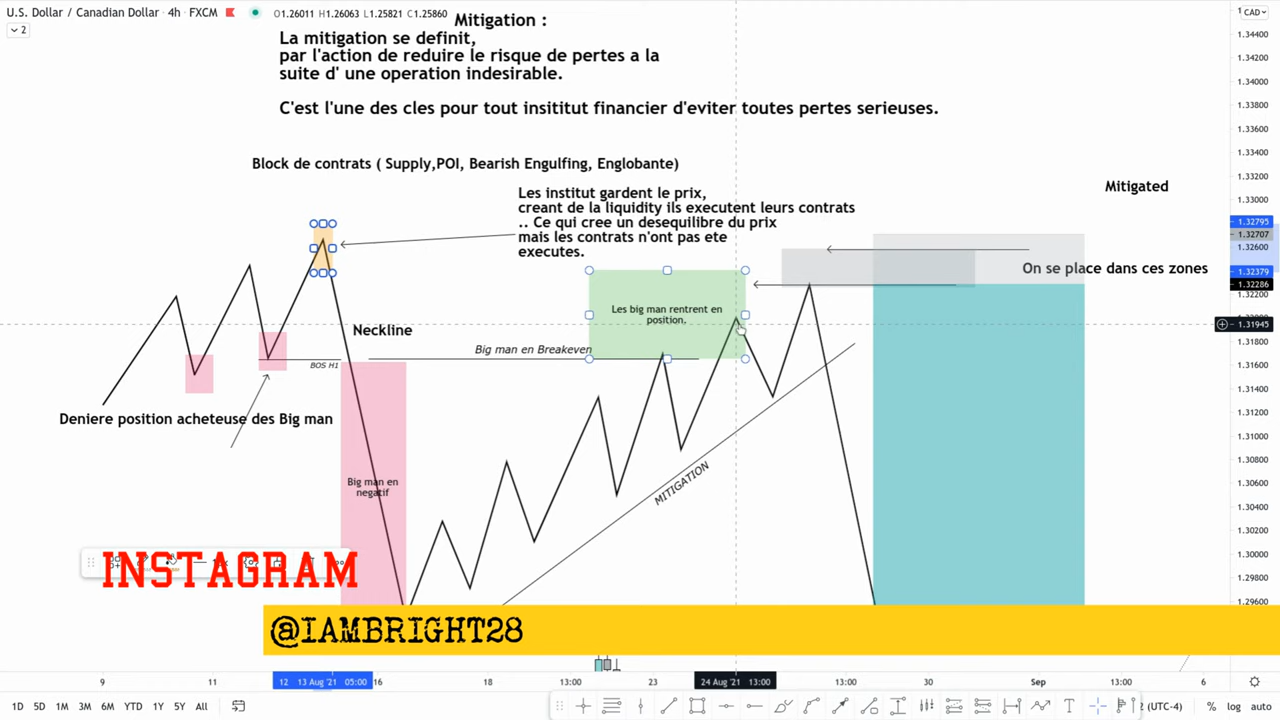 U.S. Dollar / Canadian Dollar · 4h · FXCM
O1.26011 H1.26063 L1.25821 C1.25860
CAD
2
Mitigation :
La mitigation se definit,
par l'action de reduire le risque de pertes a la
suite d' une operation indesirable.
C'est l'une des cles pour tout insititut financier d'eviter toutes pertes serieuses.
Block de contrats ( Supply,POI, Bearish Engulfing, Englobante)
Les institut gardent le prix,
creant de la liquidity ils executent leurs contrats
.. Ce qui cree un desequilibre du prix
mais les contrats n'ont pas ete
executes.
Mitigated
On se place dans ces zones
Les big man rentrent en
position.
Neckline
Big man en Breakeven
BOS H1
Deniere position acheteuse des Big man
Big man en
negatif
MITIGATION
INSTAGRAM
@IAMBRIGHT28
1.34400
1.34200
1.34000
1.33800
1.33600
1.33400
1.33200
1.33000
1.32795
1.32707
1.32600
1.32379
1.32286
1.32200
1.31945
1.31800
1.31600
1.31400
1.31200
1.31000
1.30800
1.30600
1.30400
1.30200
1.30000
1.29800
1.29600
9 11 12 13 Aug '21 05:00 16 18 13:00 23 24 Aug '21 13:00 13:00 30 Sep 13:00 6
1D 5D 1M 3M 6M YTD 1Y 5Y All
(UTC-4) % log auto